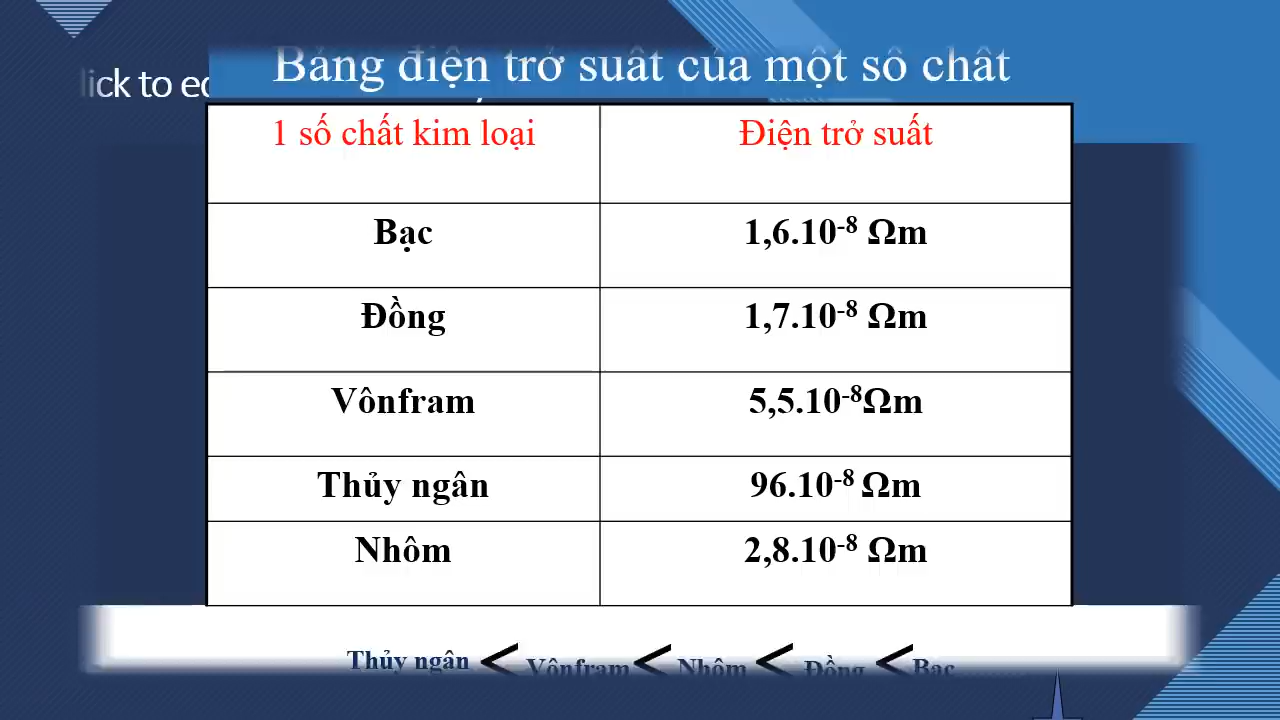 Bảng điện trở suất của một số chất
lick to ed
1 số chất kim loại Điện trở suất
Bạc 1,6.10⁻⁸ Ωm
Đồng 1,7.10⁻⁸ Ωm
Vônfram 5,5.10⁻⁸Ωm
Thủy ngân 96.10⁻⁸ Ωm
Nhôm 2,8.10⁻⁸ Ωm
Thủy ngân < Vônfram < Nhôm < Đồng < Bạc